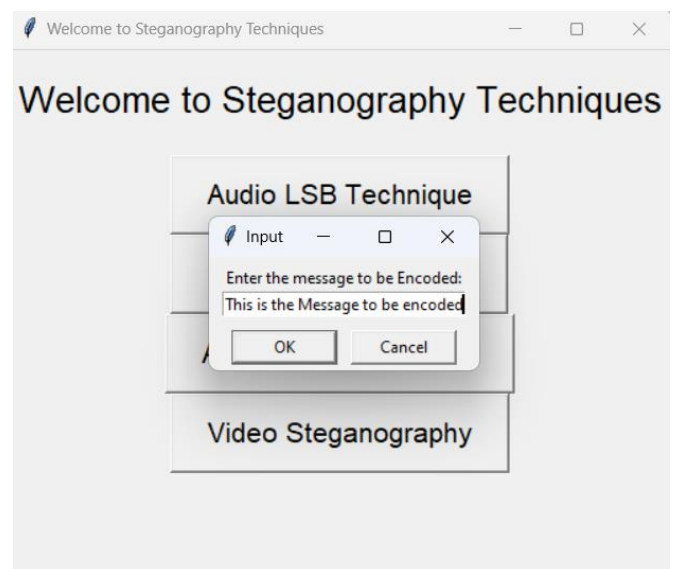 Welcome to Steganography Techniques
Welcome to Steganography Techniques
Audio LSB Technique
Input
Enter the message to be Encoded:
This is the Message to be encoded
OK
Cancel
Video Steganography